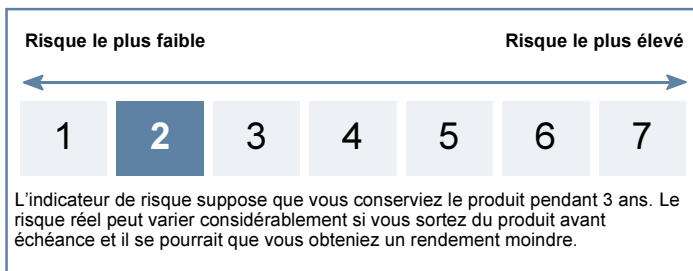 Risque le plus faible Risque le plus élevé
1 2 3 4 5 6 7
L'indicateur de risque suppose que vous conserviez le produit pendant 3 ans. Le
risque réel peut varier considérablement si vous sortez du produit avant
échéance et il se pourrait que vous obteniez un rendement moindre.